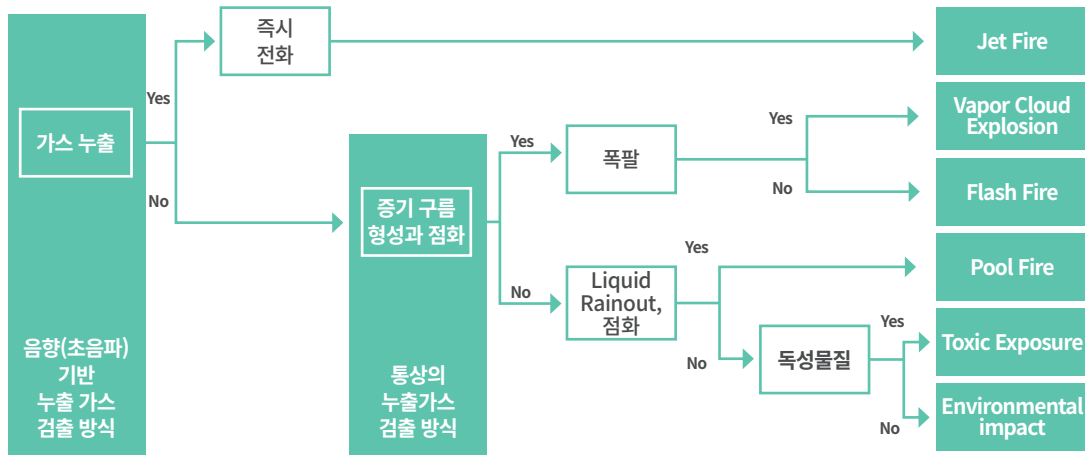 가스 누출
음향(초음파)
기반
누출 가스
검출 방식
Yes
No
즉시
전화
증기 구름
형성과 점화
통상의
누출가스
검출 방식
Yes
No
폭팔
Liquid
Rainout,
점화
Yes
No
Yes
No
독성물질
Yes
No
Jet Fire
Vapor Cloud
Explosion
Flash Fire
Pool Fire
Toxic Exposure
Environmental
impact